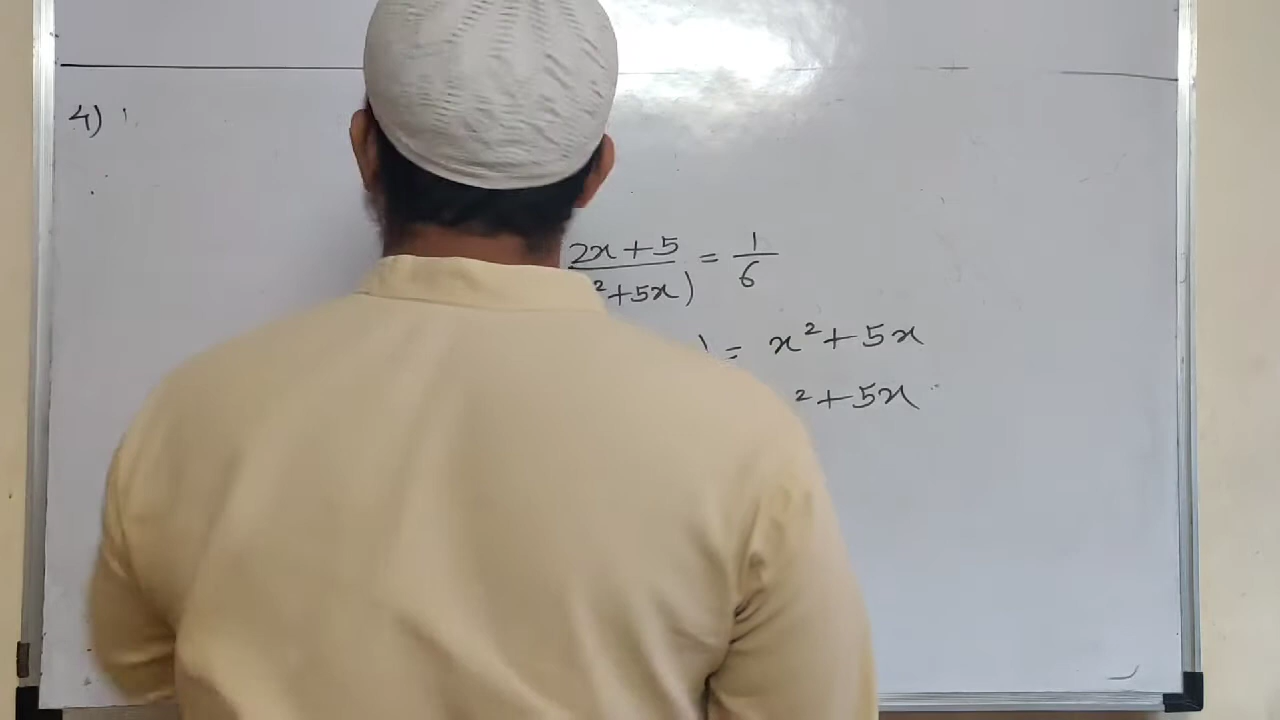 4)
2x+5 / ²+5x) = 1/6
) = x²+5x
²+5x